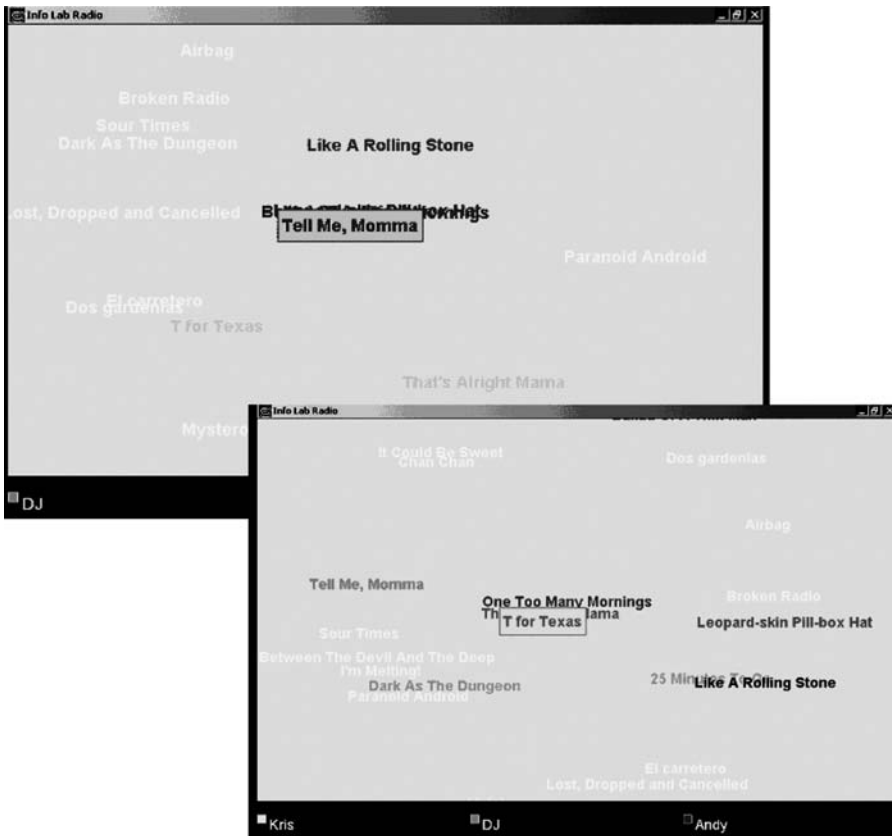 Info Lab Radio
Airbag
Broken Radio
Sour Times
Dark As The Dungeon
Like A Rolling Stone
Lost, Dropped and Cancelled
Tell Me, Momma
Paranoid Android
El carretero
Dos gardenias
T for Texas
That's Alright Mama
DJ
Info Lab Radio
It Could Be Sweet
Chan Chan
Dos gardenias
Airbag
Tell Me, Momma
One Too Many Mornings
Broken Radio
T for Texas
Leopard-skin Pill-box Hat
Sour Times
Between The Devil And The Deep
I'm Melting!
25 Minutes To Go
Dark As The Dungeon
Like A Rolling Stone
Paranoid Android
El carretero
Lost, Dropped and Cancelled
Kris
DJ
Andy